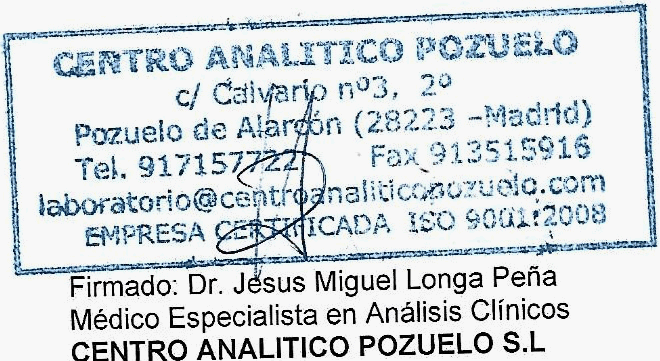 CENTRO ANALITICO POZUELO
c/ Calvario nº3, 2º
Pozuelo de Alarcón (28223 -Madrid)
Tel. 917157722 Fax 913515916
laboratorio@centroanaliticopozuelo.com
EMPRESA CERTIFICADA ISO 9001:2008
Firmado: Dr. Jesus Miguel Longa Peña
Médico Especialista en Análisis Clínicos
CENTRO ANALITICO POZUELO S.L